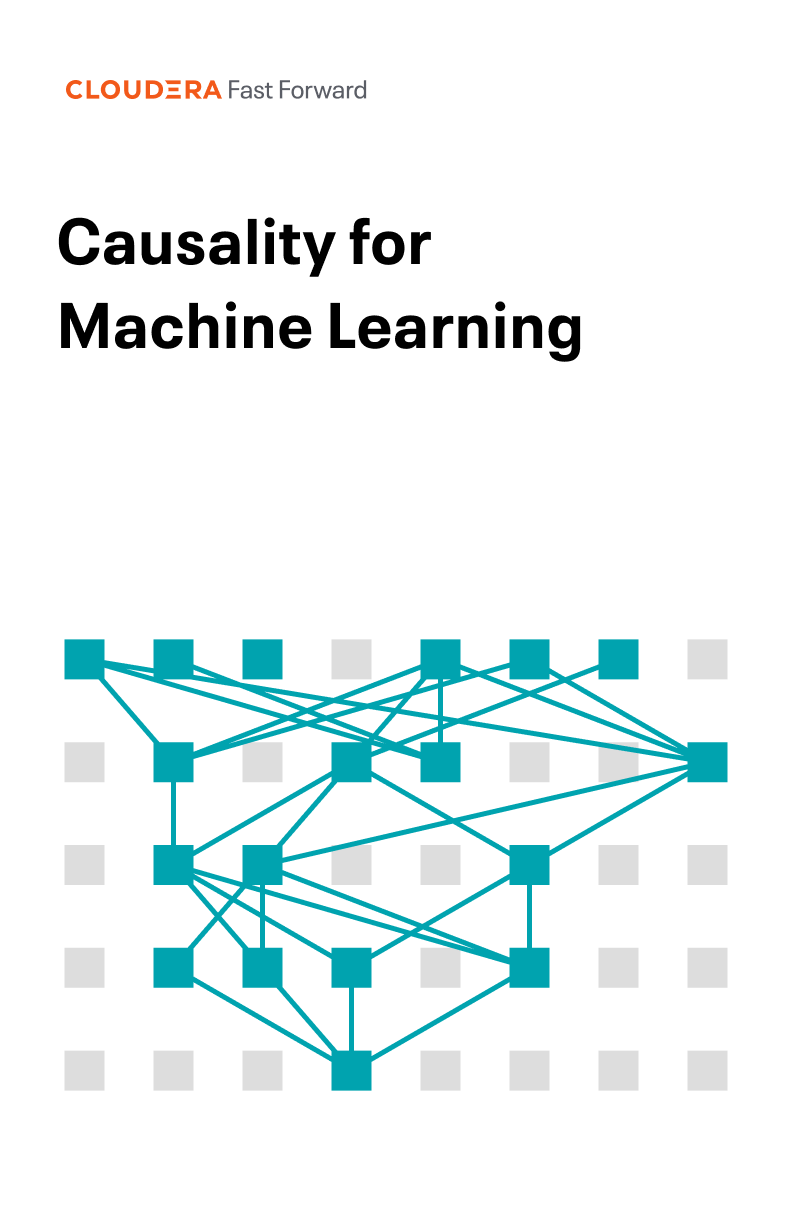 CLOUDERA Fast Forward
Causality for
Machine Learning